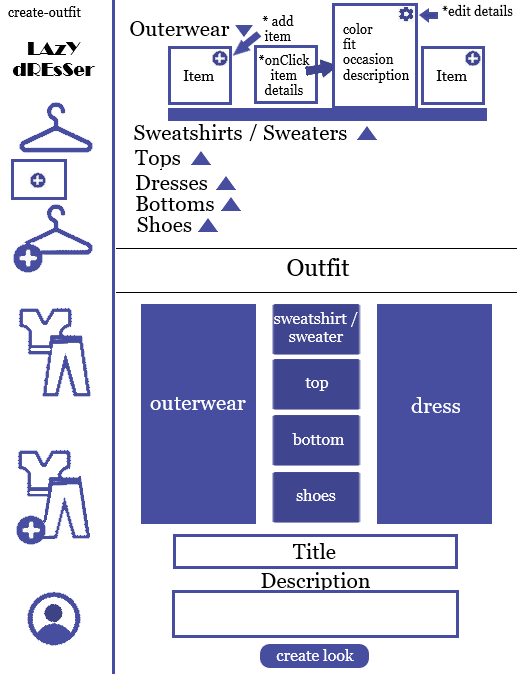 create-outfit
LAzY
dREsSer
Outerwear
* add
item
*edit details
Item
*onClick
item
details
color
fit
occasion
description
Item
Sweatshirts / Sweaters
Tops
Dresses
Bottoms
Shoes
Outfit
outerwear
sweatshirt /
sweater
top
bottom
shoes
dress
Title
Description
create look